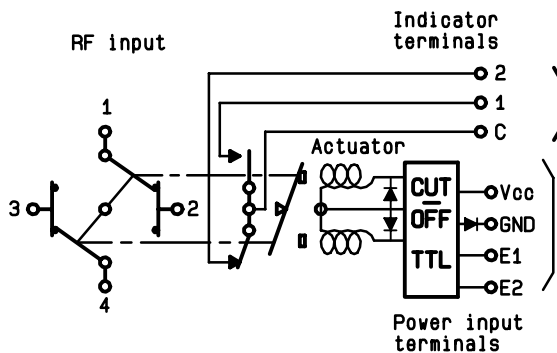 Indicator
terminals
RF input
2
1
C
Actuator
1
3
2
4
CUT
OFF
TTL
Vcc
GND
E1
E2
Power input
terminals